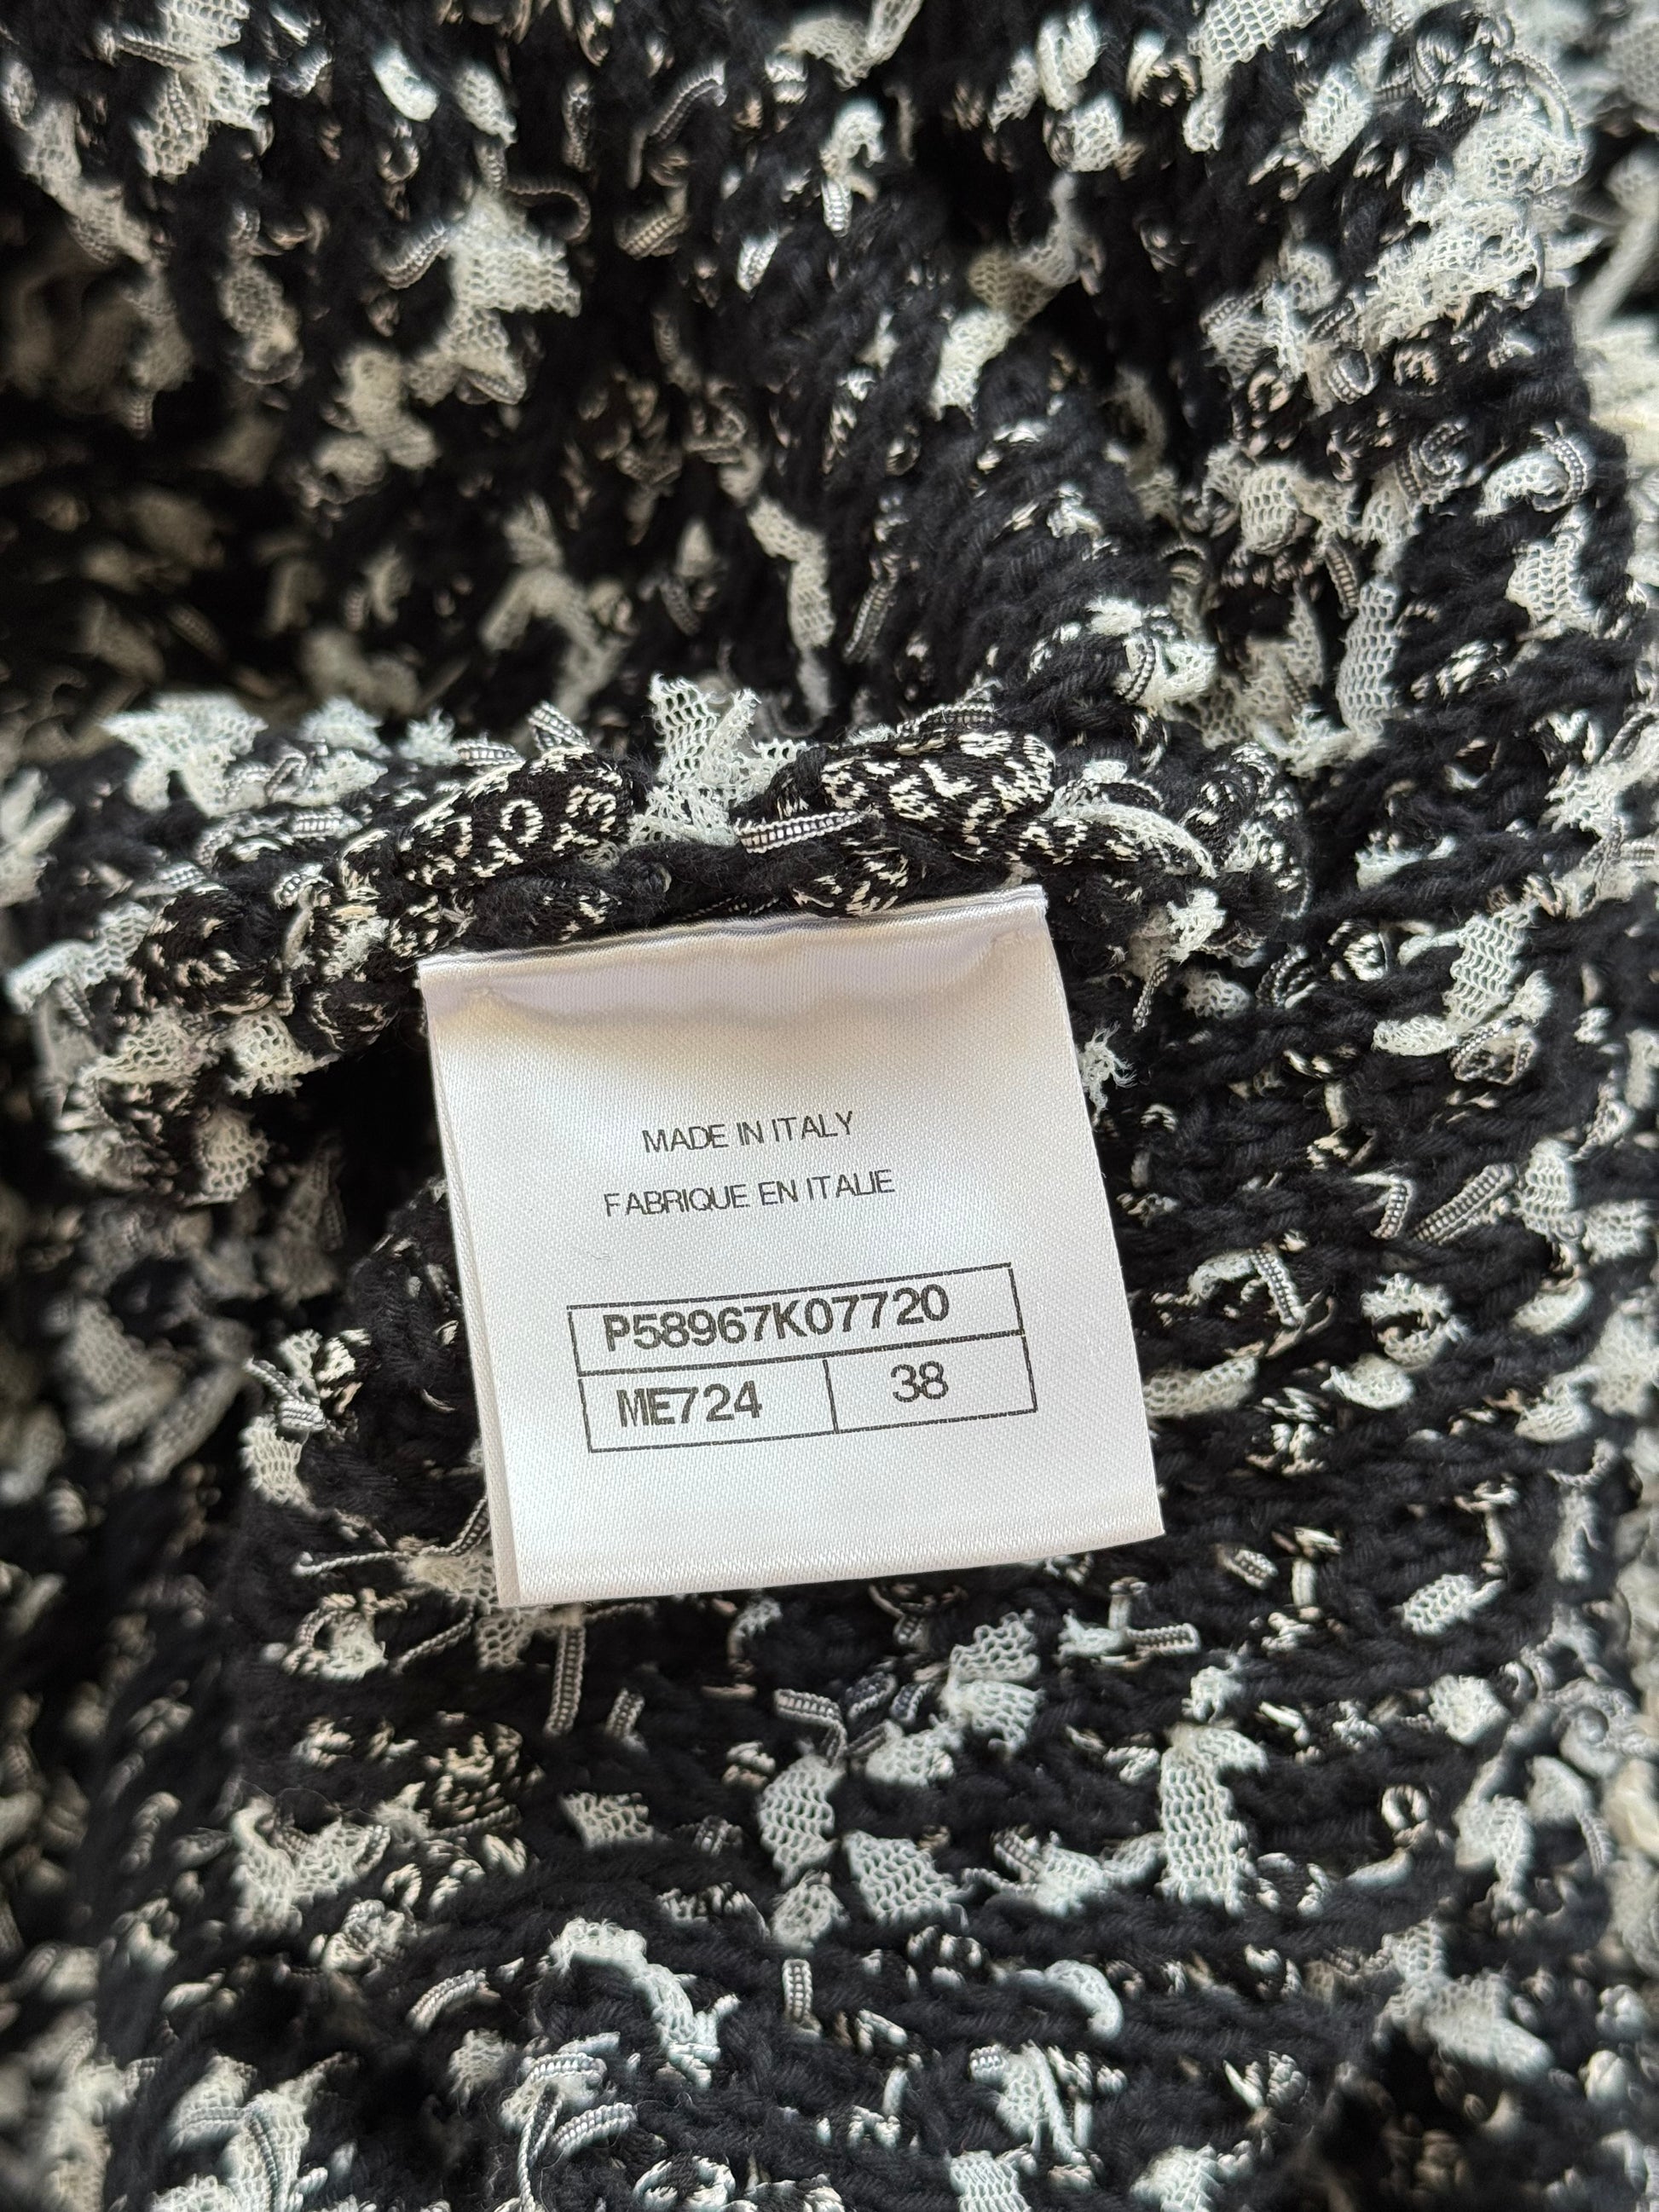 MADE IN ITALY
FABRIQUE EN ITALIE
P58967K07720
ME724 38